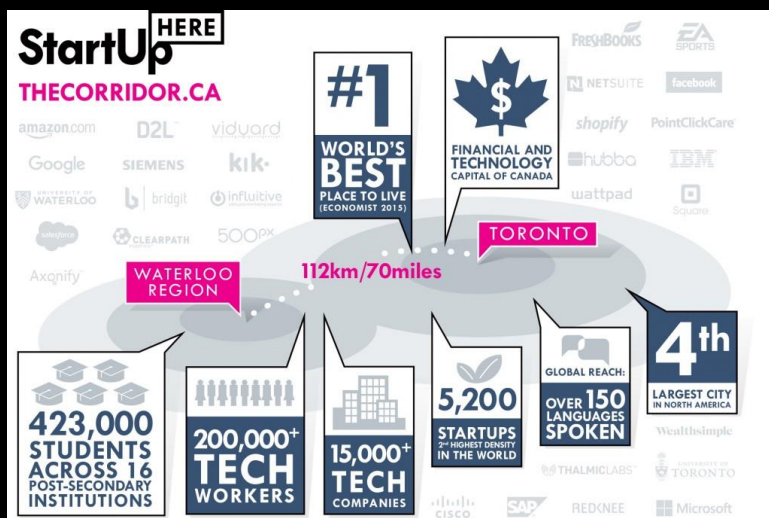 StartUp HERE
THECORRIDOR.CA
amazon.com D2L vidyard
Google SIEMENS kik·
UNIVERSITY OF
WATERLOO bridgit influitive
salesforce CLEARPATH 500px
Axonify
#1
WORLD'S
BEST
PLACE TO LIVE
(ECONOMIST 2015)
$
FINANCIAL AND
TECHNOLOGY
CAPITAL OF CANADA
FRESHBOOKS EA
SPORTS
N NETSUITE facebook
shopify PointClickCare
hubba IBM
wattpad Square
WATERLOO
REGION
112km/70miles
TORONTO
423,000
STUDENTS
ACROSS 16
POST-SECONDARY
INSTITUTIONS
200,000+
TECH
WORKERS
15,000+
TECH
COMPANIES
5,200
STARTUPS
2nd HIGHEST DENSITY
IN THE WORLD
GLOBAL REACH:
OVER 150
LANGUAGES
SPOKEN
4th
LARGEST CITY
IN NORTH AMERICA
Wealthsimple
THALMICLABS
UNIVERSITY OF
TORONTO
CISCO SAP REDKNEE Microsoft